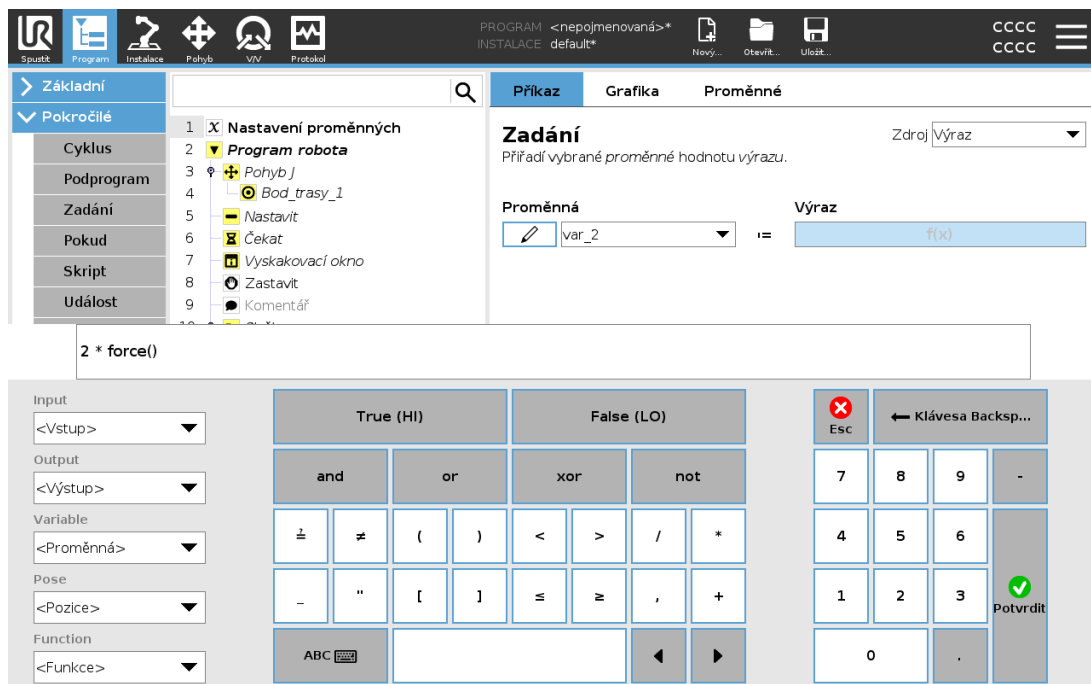 PROGRAM <nepojmenovaná>*
INSTALACE default*
Spustit Program Instalace Pohyb V/V Protokol Nový... Otevřít... Uložit...
CCCC
CCCC
Základní
Pokročilé
Cyklus
Podprogram
Zadání
Pokud
Skript
Událost
1 Nastavení proměnných
2 Program robota
3 Pohyb J
4 Bod_trasy_1
5 Nastavit
6 Čekat
7 Vyskakovací okno
8 Zastavit
9 Komentář
Příkaz Grafika Proměnné
Zadání
Zdroj Výraz
Přiřadí vybrané proměnné hodnotu výrazu.
Proměnná Výraz
var_2 := f(x)
2 * force()
Input
<Vstup>
Output
<Výstup>
Variable
<Proměnná>
Pose
<Pozice>
Function
<Funkce>
True (HI) False (LO)
and or xor not
≟ ≠ ( ) < > / *
_ " [ ] ≤ ≥ , +
ABC
Esc Klávesa Backsp...
7 8 9 -
4 5 6
1 2 3 Potvrdit
0 .